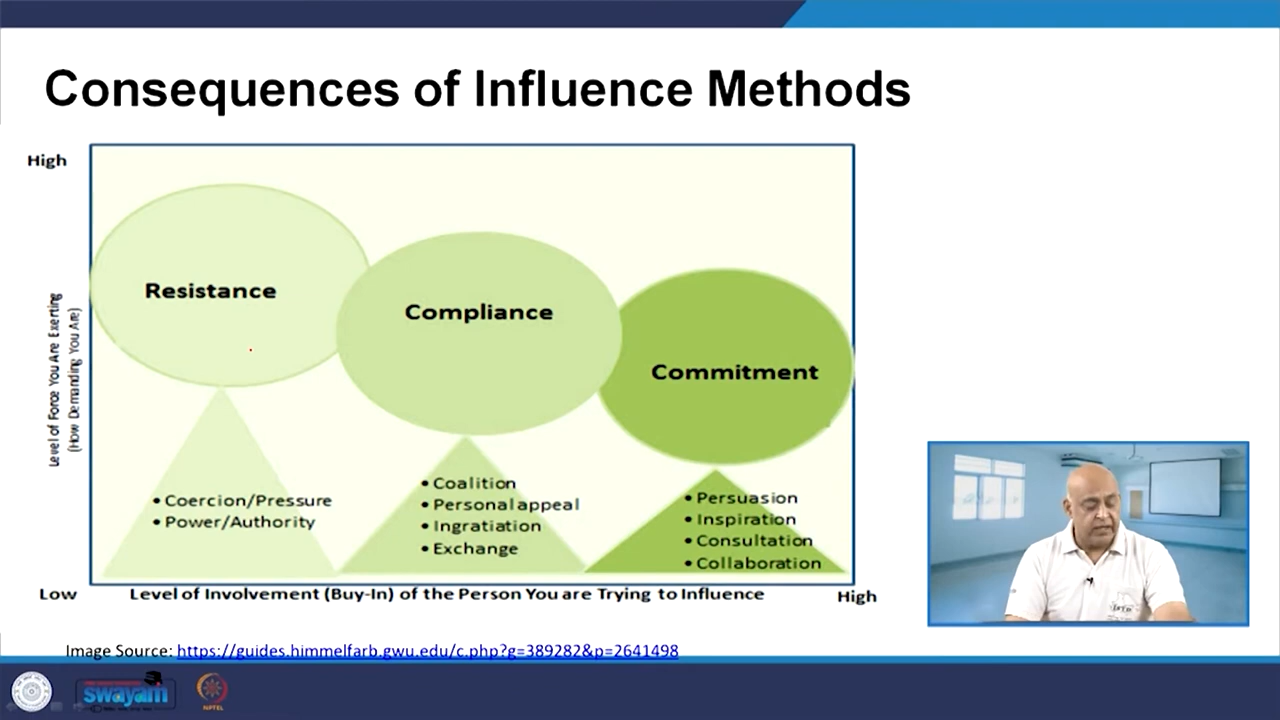 Consequences of Influence Methods
High
Level of Force You Are Exerting
(How Demanding You Are)
Resistance
Compliance
Commitment
• Coercion/Pressure
• Power/Authority
• Coalition
• Personal appeal
• Ingratiation
• Exchange
• Persuasion
• Inspiration
• Consultation
• Collaboration
Low
Level of Involvement (Buy-In) of the Person You are Trying to Influence
High
Image Source: https://guides.himmelfarb.gwu.edu/c.php?g=389282&p=2641498
swayam
NPTEL